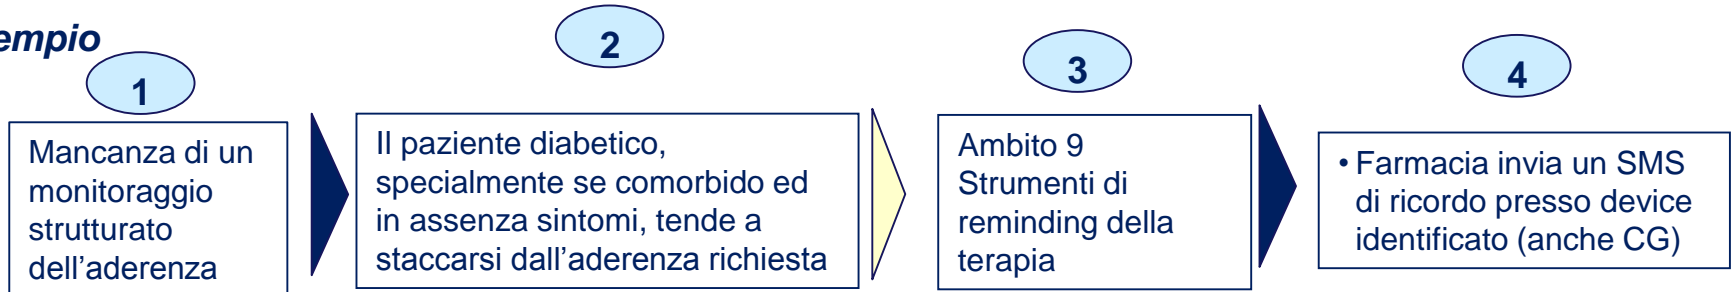 empio
1
2
3
4
Mancanza di un
monitoraggio
strutturato
dell’aderenza
Il paziente diabetico,
specialmente se comorbido ed
in assenza sintomi, tende a
staccarsi dall’aderenza richiesta
Ambito 9
Strumenti di
reminding della
terapia
• Farmacia invia un SMS
di ricordo presso device
identificato (anche CG)